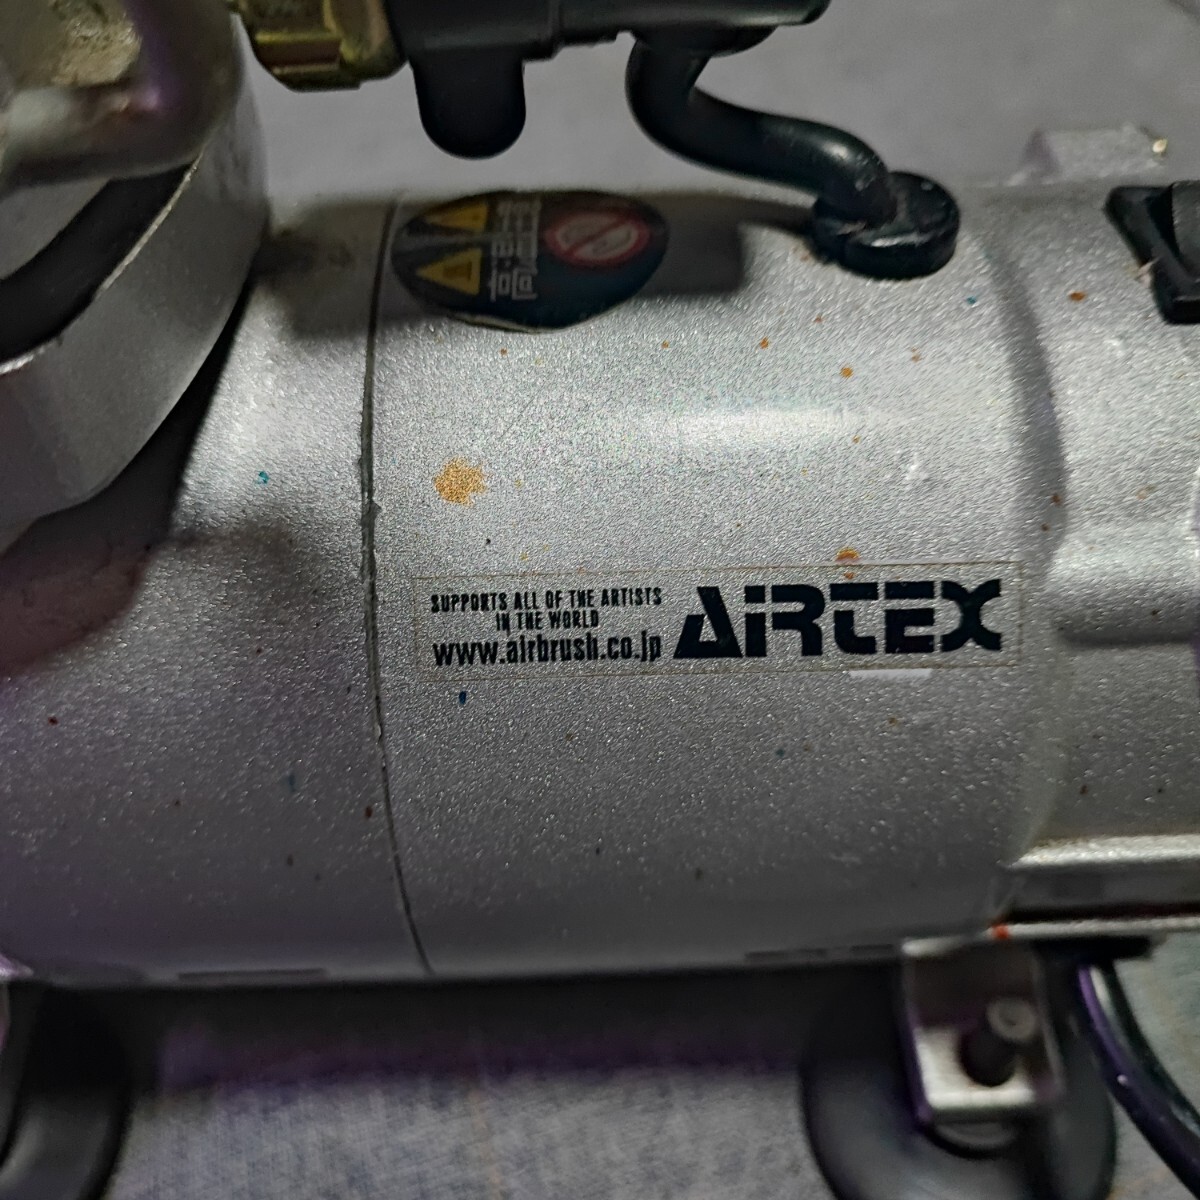 SUPPORTS ALL OF THE ARTISTS
IN THE WORLD
www.airbrush.co.jp
AIRTEX